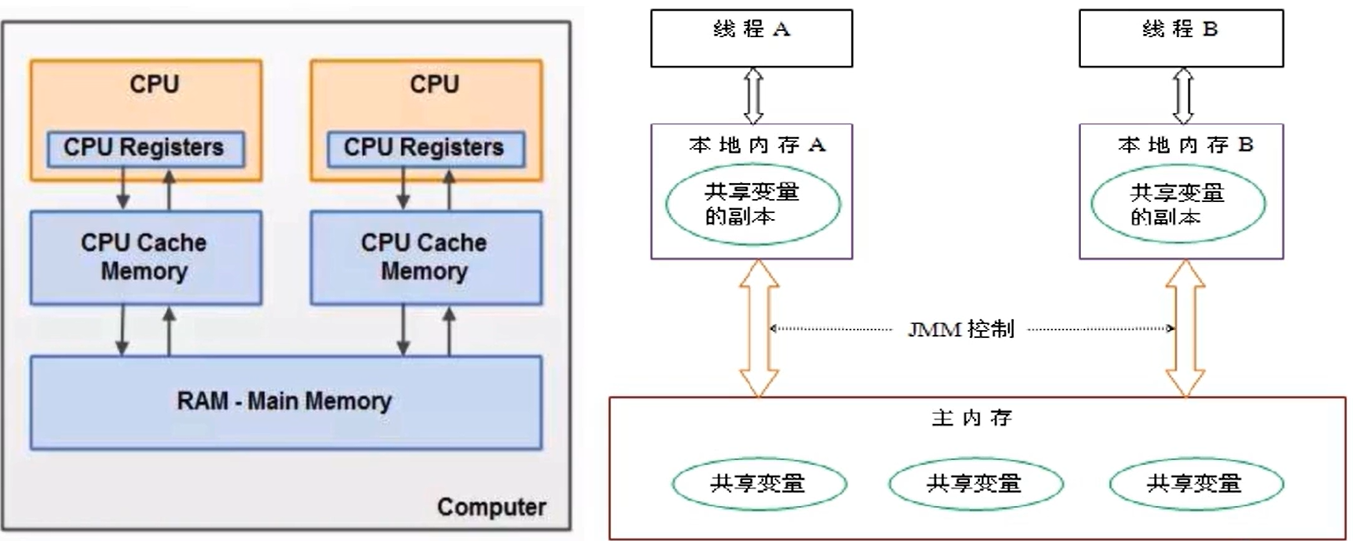 CPU
CPU Registers
CPU Cache
Memory
CPU
CPU Registers
CPU Cache
Memory
RAM - Main Memory
Computer
线程 A
线程 B
本地内存 A
共享变量
的副本
本地内存 B
共享变量
的副本
JMM 控制
主内存
共享变量
共享变量
共享变量